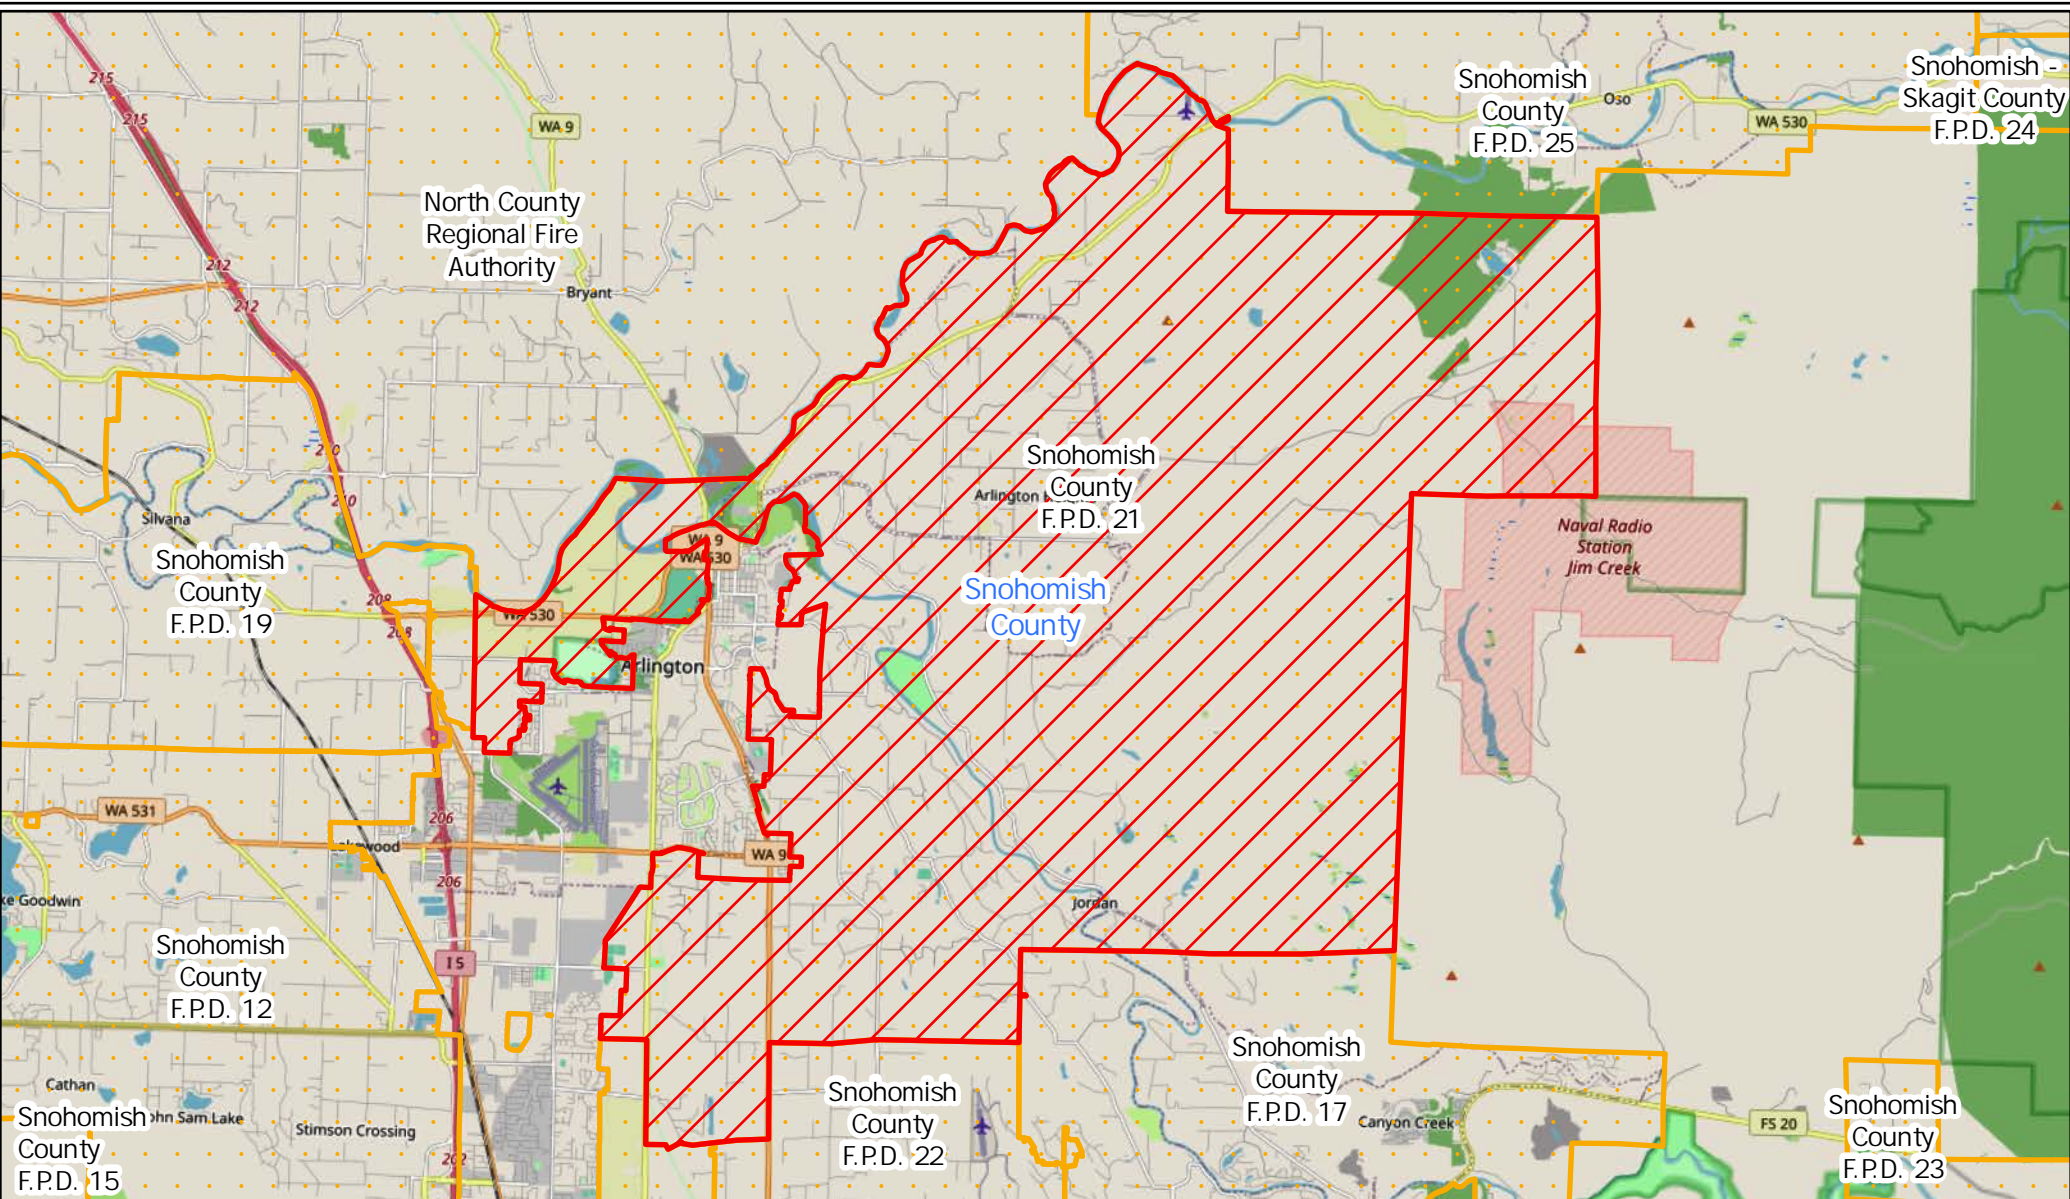 215
215
WA 9
Snohomish
County
F.P.D. 25
Oso
WA 530
Snohomish -
Skagit County
F.P.D. 24
North County
Regional Fire
Authority
212
212
Bryant
210
Silvana
Snohomish
County
F.P.D. 19
208
WA 9
WA 530
WA 530
Arlington
Snohomish
County
Arlington
F.P.D. 21
Snohomish
County
Naval Radio
Station
Jim Creek
WA 531
206
206
WA 9
I 5
Goodwin
Snohomish
County
F.P.D. 12
Jordan
Cathan
Snohomish
County
F.P.D. 15
Sam Lake
Stimson Crossing
202
Snohomish
County
F.P.D. 22
Snohomish
County
F.P.D. 17
Canyon Creek
FS 20
Snohomish
County
F.P.D. 23